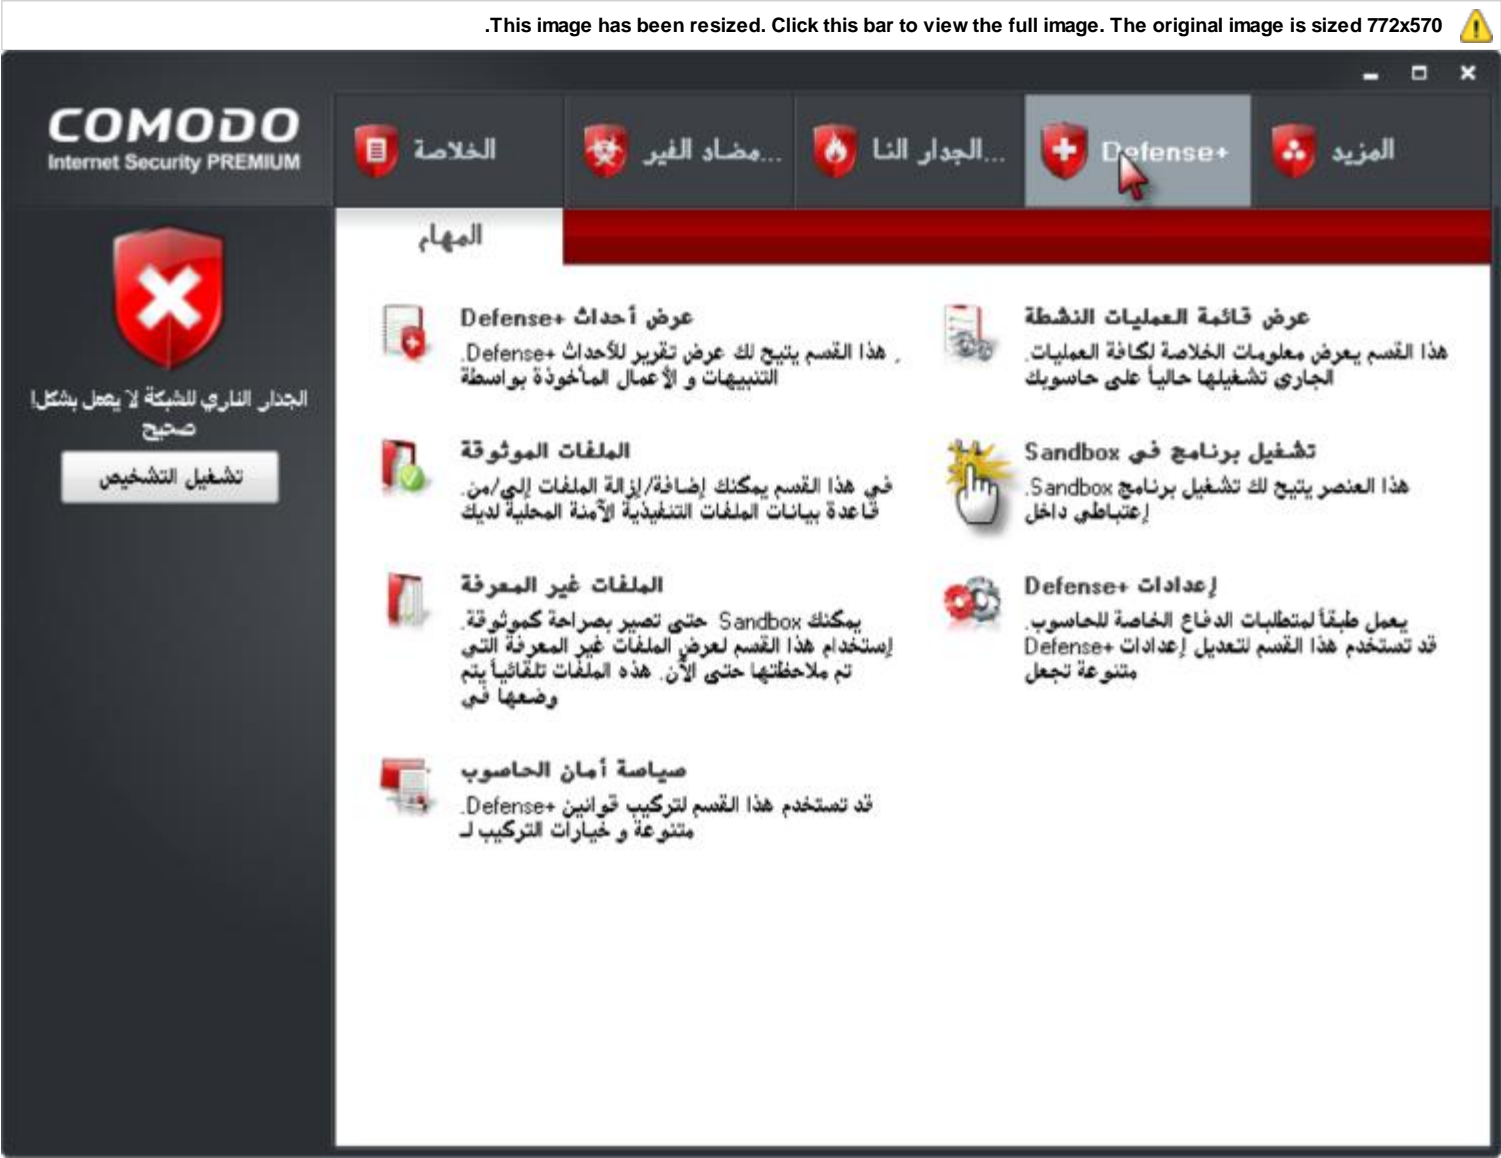 .This image has been resized. Click this bar to view the full image. The original image is sized 772x570
COMODO
Internet Security PREMIUM
الخلاصة
مضاد الفير...
الجدار النا...
Defense+
المزيد
الجدار الناري للشبكة لا يعمل بشكل!
صحيح
تشغيل التشخيص
المهام
عرض أحداث Defense+
. هذا القسم يتيح لك عرض تقرير للأحداث Defense+.
التنبيهات و الأعمال المأخوذة بواسطة
عرض قائمة العمليات النشطة
هذا القسم يعرض معلومات الخلاصة لكافة العمليات.
الجاري تشغيلها حالياً على حاسوبك
الملفات الموثوقة
في هذا القسم يمكنك إضافة/إزالة الملفات إلى/من.
قاعدة بيانات الملفات التنفيذية الآمنة المحلية لديك
تشغيل برنامج في Sandbox
هذا العنصر يتيح لك تشغيل برنامج Sandbox.
إعتباطي داخل
الملفات غير المعرفة
يمكنك Sandbox حتى تصير بصراحة كموثوقة.
إستخدام هذا القسم لعرض الملفات غير المعرفة التي
تم ملاحظتها حتى الآن. هذه الملفات تلقائياً يتم
وضعها في
إعدادات Defense+
يعمل طبقاً لمتطلبات الدفاع الخاصة للحاسوب.
قد تستخدم هذا القسم لتعديل إعدادات Defense+
متنوعة تجعل
سياسة أمان الحاسوب
قد تستخدم هذا القسم لتركيب قوانين Defense+.
متنوعة و خيارات التركيب لـ